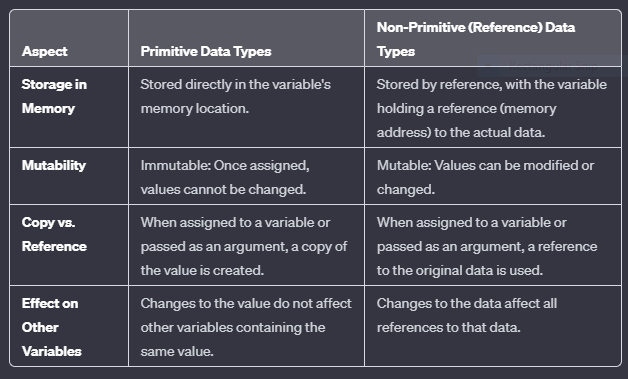 Aspect
Primitive Data Types
Non-Primitive (Reference) Data
Types
Storage in
Memory
Stored directly in the variable's
memory location.
Stored by reference, with the variable
holding a reference (memory
address) to the actual data.
Mutability
Immutable: Once assigned,
values cannot be changed.
Mutable: Values can be modified or
changed.
Copy vs.
Reference
When assigned to a variable or
passed as an argument, a copy of
the value is created.
When assigned to a variable or
passed as an argument, a reference
to the original data is used.
Effect on
Other
Variables
Changes to the value do not affect
other variables containing the
same value.
Changes to the data affect all
references to that data.